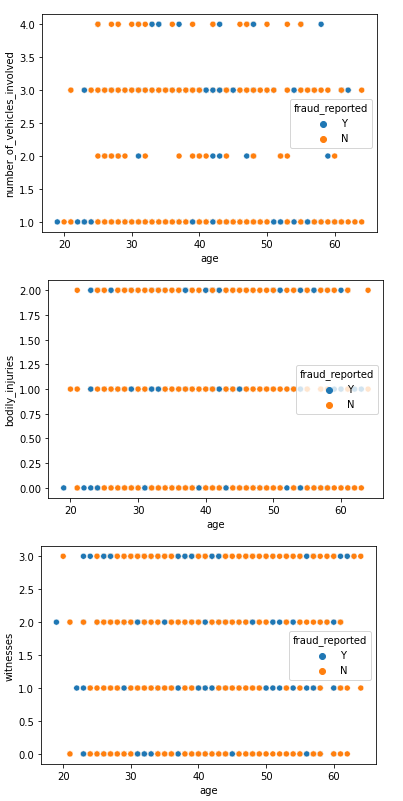 4.0
3.5
3.0
2.5
2.0
1.5
1.0
number_of_vehicles_involved
fraud_reported
Y
N
20 30 40 50 60
age
2.00
1.75
1.50
1.25
1.00
0.75
0.50
0.25
0.00
bodily_injuries
fraud_reported
Y
N
20 30 40 50 60
age
3.0
2.5
2.0
1.5
1.0
0.5
0.0
witnesses
fraud_reported
Y
N
20 30 40 50 60
age